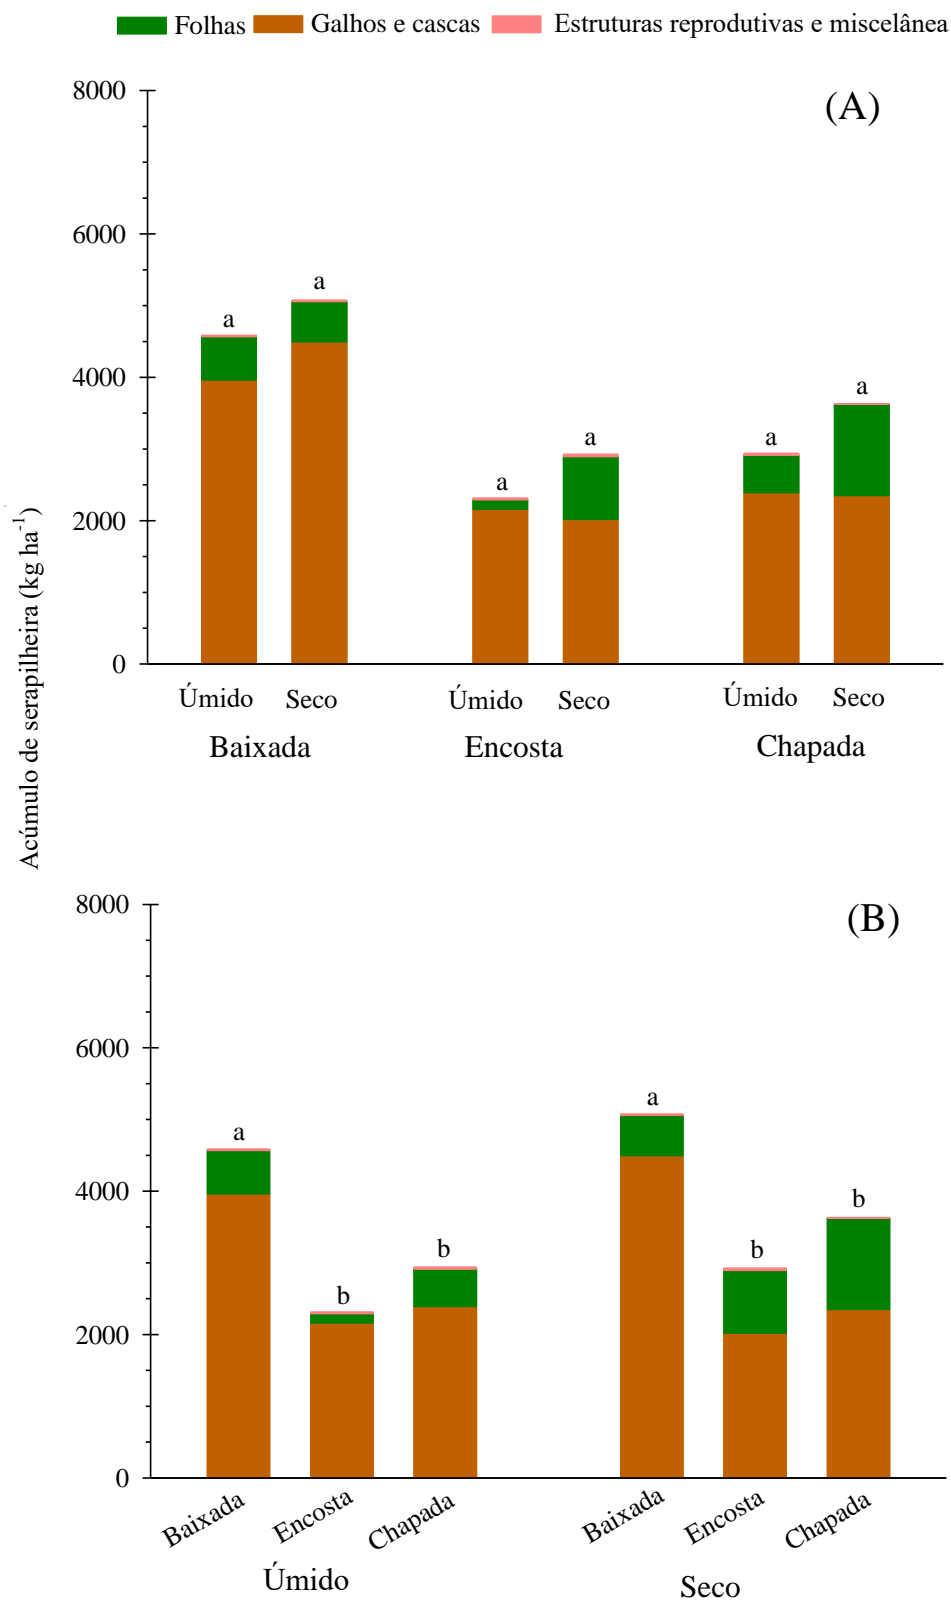 Folhas Galhos e cascas Estruturas reprodutivas e miscelânea
(A)
8000
6000
4000
2000
0
a a a a a a
Úmido Seco Úmido Seco Úmido Seco
Baixada Encosta Chapada
Acúmulo de serapilheira (kg ha⁻¹)
(B)
8000
6000
4000
2000
0
a b b a b b
Baixada Encosta Chapada Baixada Encosta Chapada
Úmido Seco